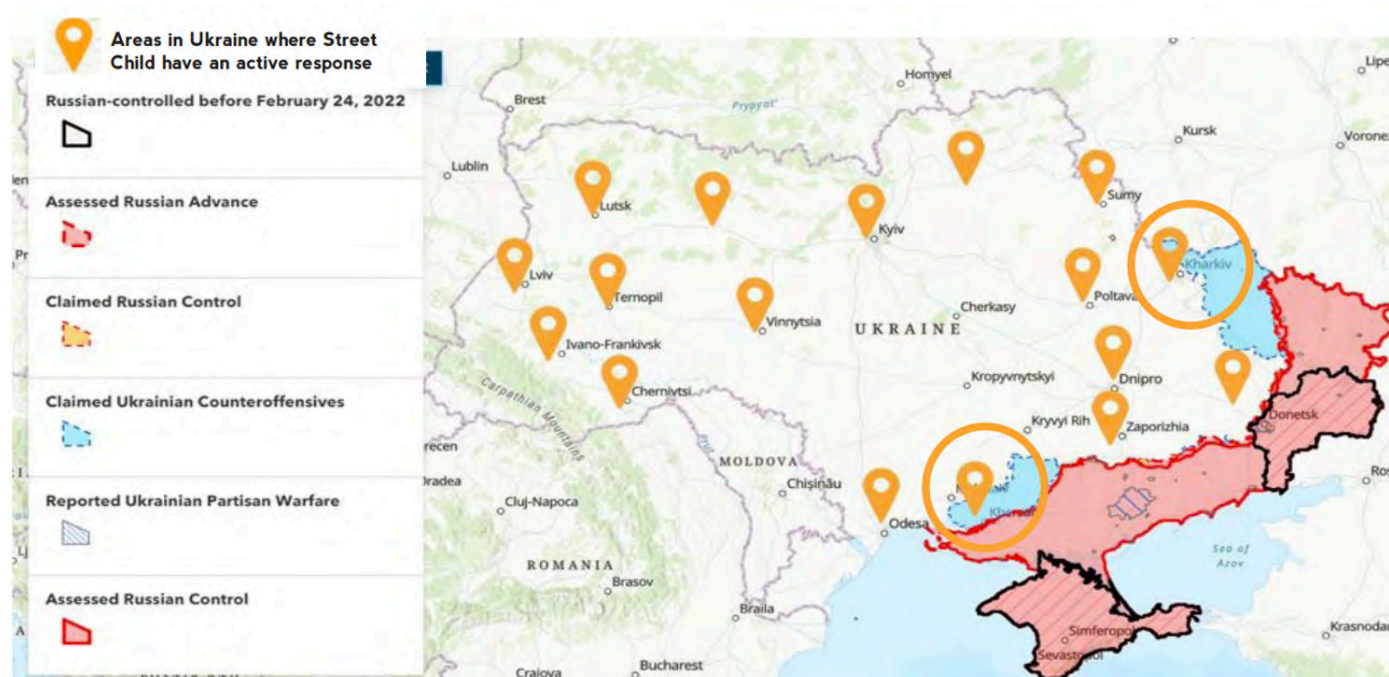 Areas in Ukraine where Street
Child have an active response
Russian-controlled before February 24, 2022
Assessed Russian Advance
Claimed Russian Control
Claimed Ukrainian Counteroffensives
Reported Ukrainian Partisan Warfare
Assessed Russian Control
Homyel
Lipe
Brest
Prypyat'
Kursk
Voronez
Lublin
Sumy
Lutsk
Kyiv
Kharkiv
Lviv
Ternopil
Poltava
Cherkasy
Vinnytsia
UKRAINE
Ivano-Frankivsk
Dnipro
Kropyvnytskyi
Chernivtsi
Carpathian Mountains
Donetsk
Kryvyi Rih
Zaporizhia
Prut
recen
MOLDOVA
Ros
Oradea
Chișinău
Cluj-Napoca
Kherson
Odesa
Sea of
Azov
ROMANIA
Brasov
Braila
Simferopol
Krasnodar
Sevastopol
Bucharest
Craiova